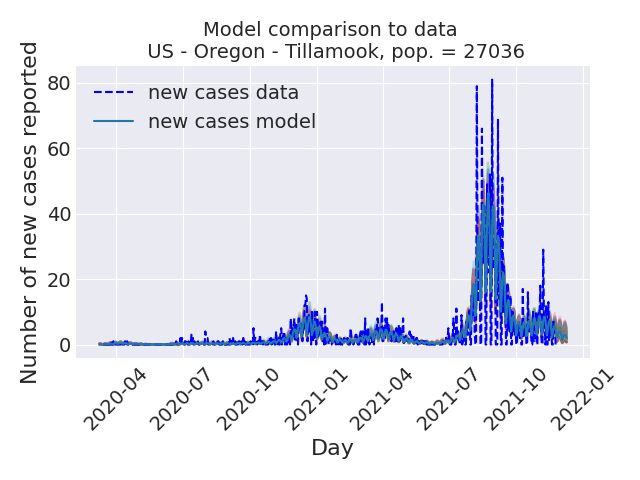 Model comparison to data
US - Oregon - Tillamook, pop. = 27036
Number of new cases reported
80
60
40
20
0
new cases data
new cases model
2020-04
2020-07
2020-10
2021-01
2021-04
2021-07
2021-10
2022-01
Day